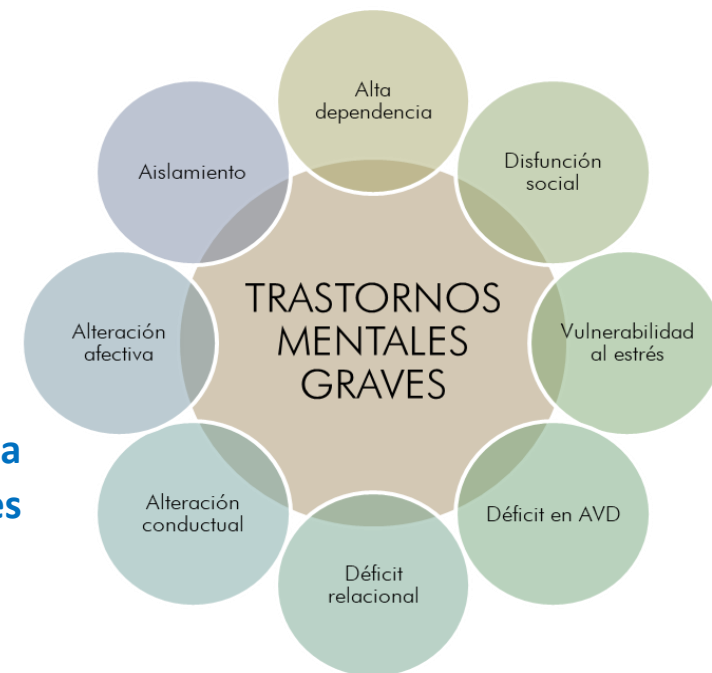 Alta
dependencia
Disfunción
social
Aislamiento
TRASTORNOS
MENTALES
GRAVES
Vulnerabilidad
al estrés
Alteración
afectiva
a
es
Alteración
conductual
Déficit en AVD
Déficit
relacional